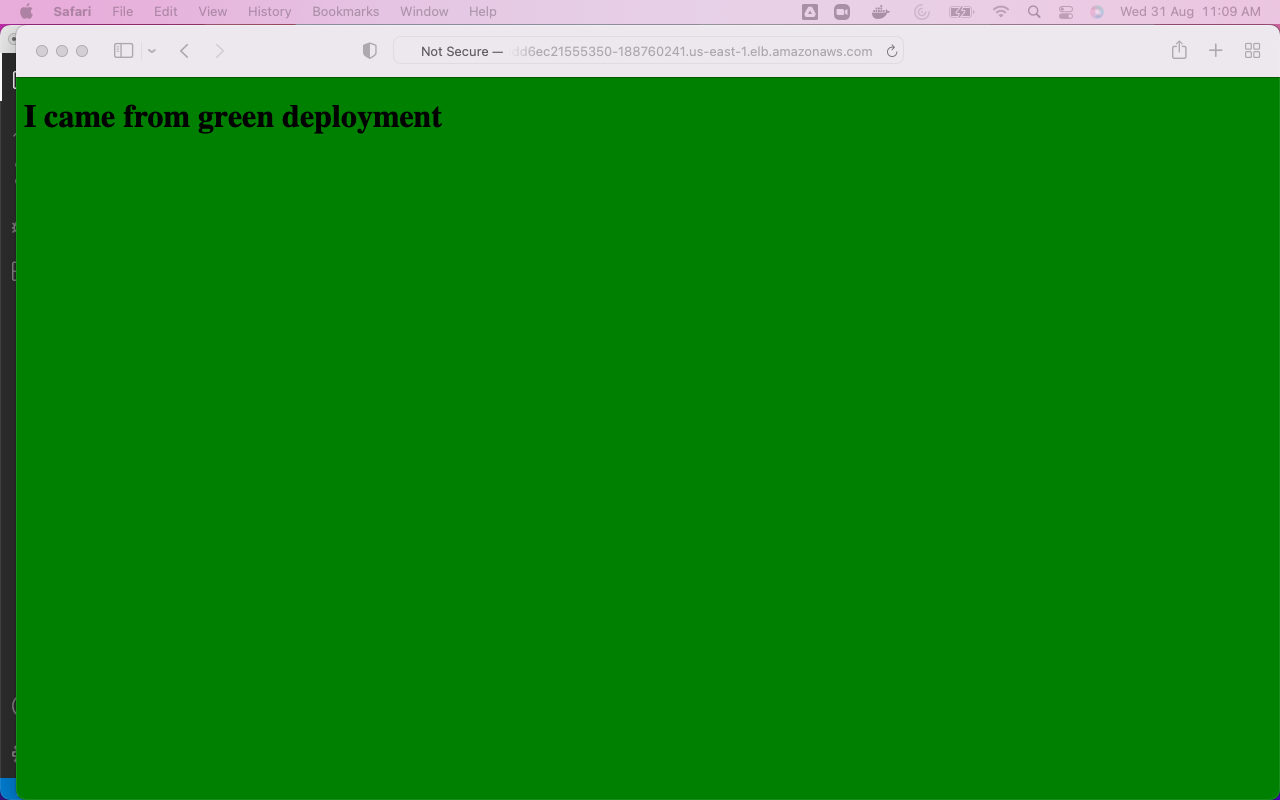 Safari File Edit View History Bookmarks Window Help Wed 31 Aug 11:09 AM
Not Secure — dd6ec21555350-188760241.us-east-1.elb.amazonaws.com
I came from green deployment